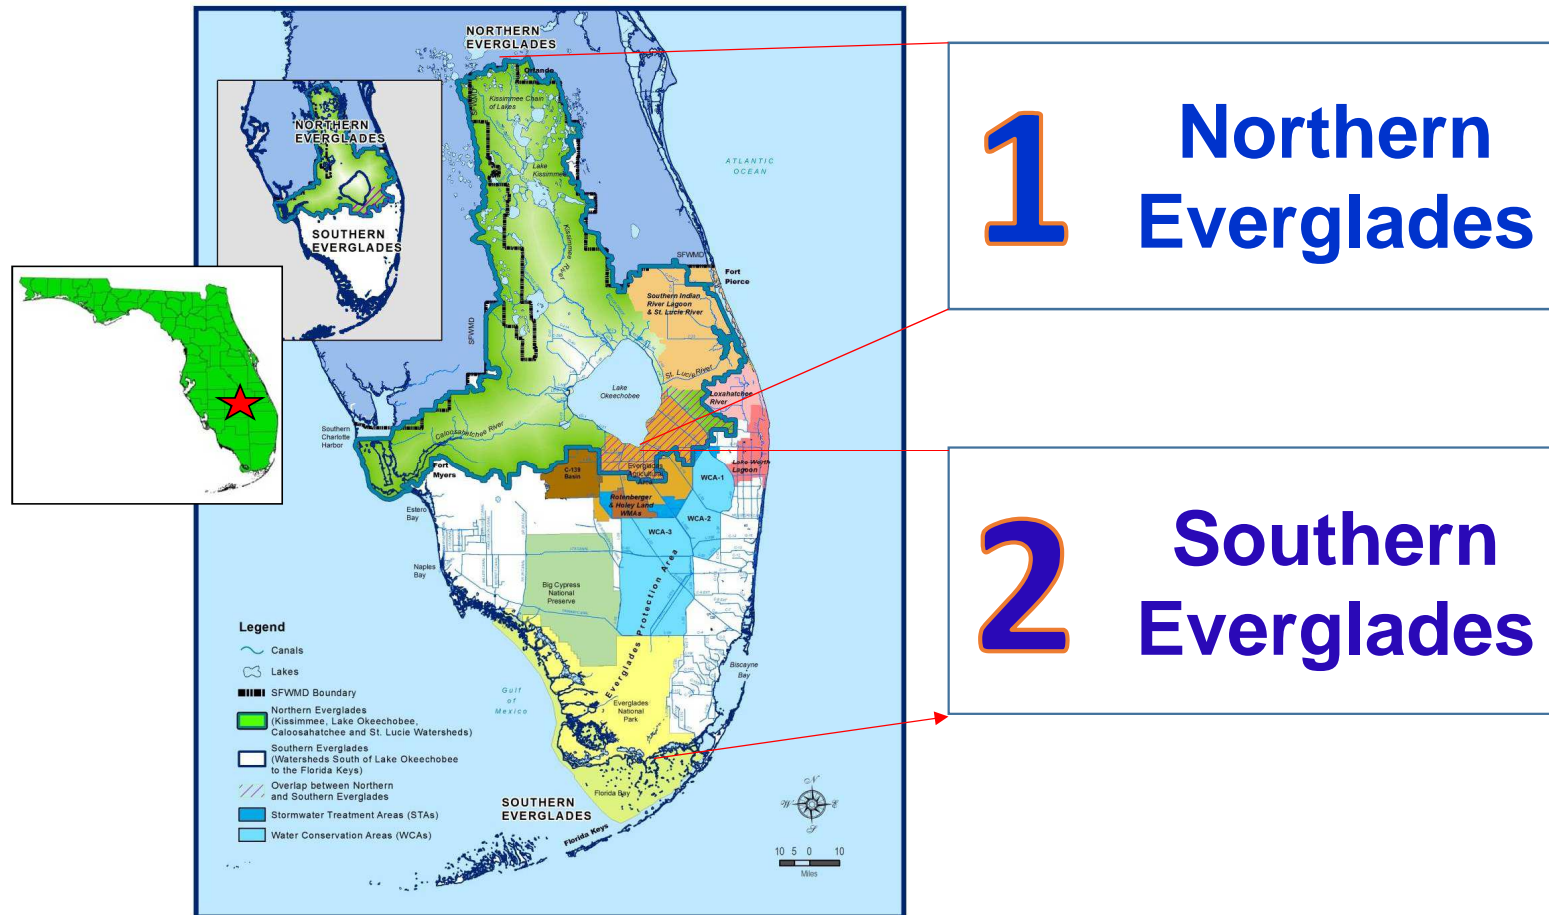 NORTHERN
EVERGLADES
Orlando
Kissimmee Chain
of Lakes
SFWMD
Lake
Kissimmee
Kissimmee River
ATLANTIC
OCEAN
NORTHERN
EVERGLADES
SOUTHERN
EVERGLADES
SFWMD
Fort
Pierce
Southern Indian
River Lagoon
& St. Lucie River
SFWMD
St. Lucie River
Lake
Okeechobee
Loxahatchee
River
Caloosahatchee River
Southern
Charlotte
Harbor
Fort
Myers
C-139
Basin
Everglades
Agricultural
Area
Lake Worth
Lagoon
WCA-1
Rotenberger
& Holey Land
WMAs
WCA-2
WCA-3
Estero
Bay
Naples
Bay
Big Cypress
National
Preserve
Everglades Protection Area
Biscayne
Bay
Gulf
of
Mexico
Everglades
National
Park
Florida Bay
SOUTHERN
EVERGLADES
Florida Keys
Legend
Canals
Lakes
SFWMD Boundary
Northern Everglades
(Kissimmee, Lake Okeechobee,
Caloosahatchee and St. Lucie Watersheds)
Southern Everglades
(Watersheds South of Lake Okeechobee
to the Florida Keys)
Overlap between Northern
and Southern Everglades
Stormwater Treatment Areas (STAs)
Water Conservation Areas (WCAs)
N
W E
S
10 5 0 10
Miles
1
Northern
Everglades
2
Southern
Everglades